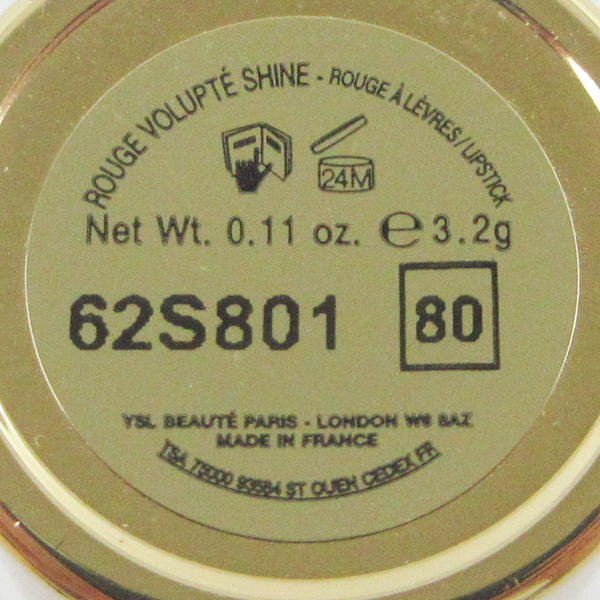 ROUGE VOLUPTÉ SHINE - ROUGE À LÈVRES / LIPSTICK
24M
Net Wt. 0.11 oz. ℮ 3.2g
62S801 80
YSL BEAUTÉ PARIS - LONDON W6 8AZ
MADE IN FRANCE
TSA 75000 93584 ST OUEN CEDEX FR